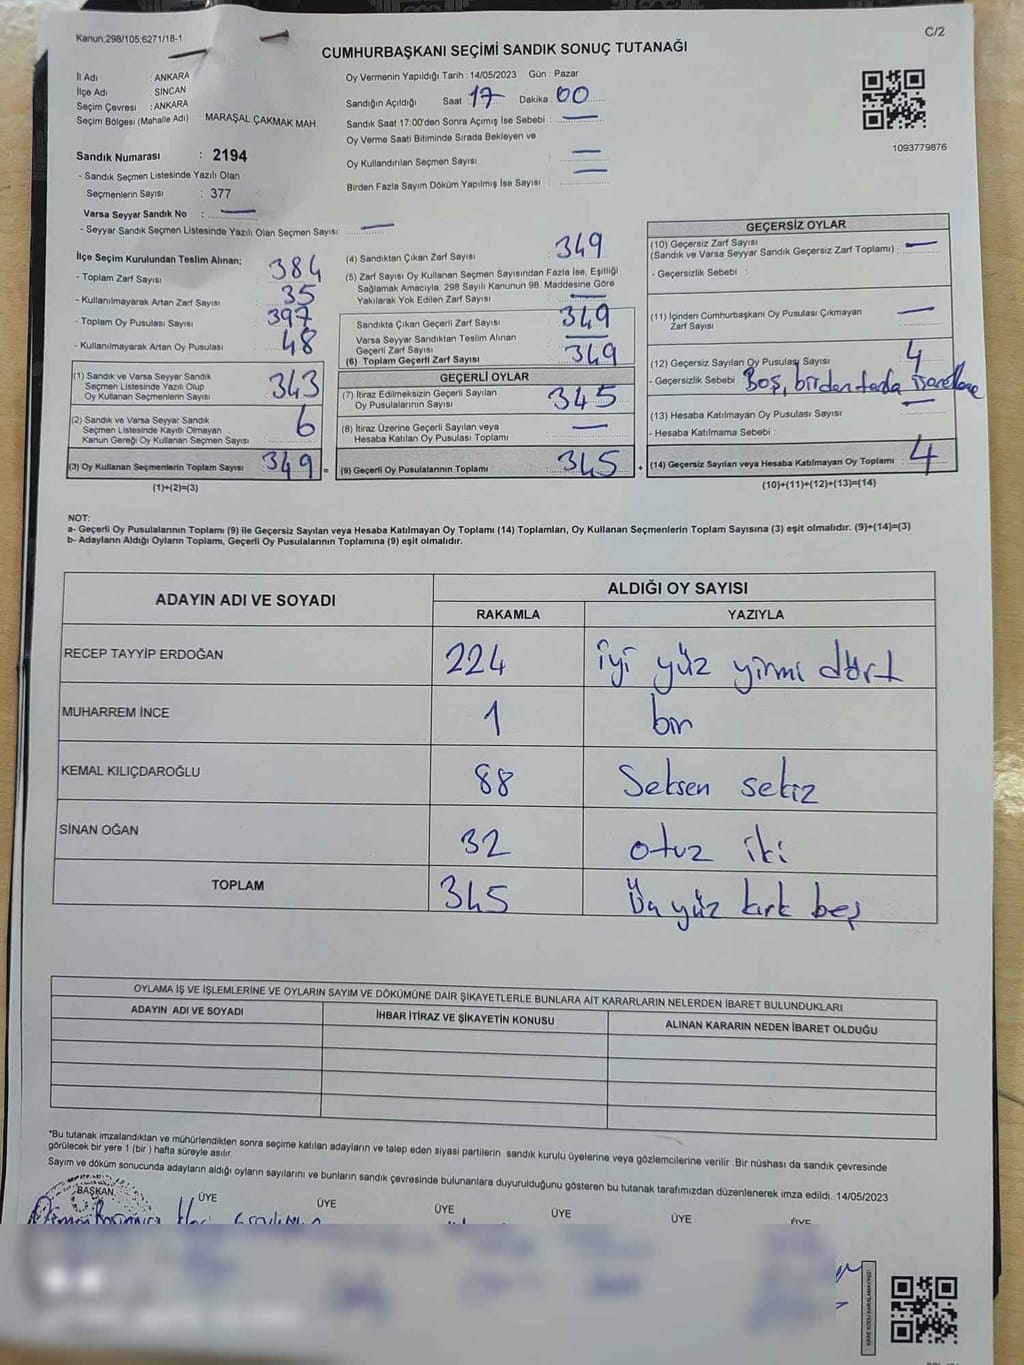 Kanun;298/105;6271/18-1
C/2
CUMHURBAŞKANI SEÇİMİ SANDIK SONUÇ TUTANAĞI
İl Adı : ANKARA
İlçe Adı : SİNCAN
Seçim Çevresi : ANKARA
Seçim Bölgesi (Mahalle Adı) : MARAŞAL ÇAKMAK MAH.
Sandık Numarası : 2194
- Sandık Seçmen Listesinde Yazılı Olan
Seçmenlerin Sayısı : 377
Varsa Seyyar Sandık No : —
- Seyyar Sandık Seçmen Listesinde Yazılı Olan Seçmen Sayısı : —
Oy Vermenin Yapıldığı Tarih : 14/05/2023 Gün : Pazar
Sandığın Açıldığı Saat 17 Dakika : 00
Sandık Saat 17:00'den Sonra Açımış İse Sebebi : —
Oy Verme Saati Bitiminde Sırada Bekleyen ve
Oy Kullandırılan Seçmen Sayısı : —
Birden Fazla Sayım Döküm Yapılmış İse Sayısı : —
1093779876
İlçe Seçim Kurulundan Teslim Alınan;
- Toplam Zarf Sayısı : 384
- Kullanılmayarak Artan Zarf Sayısı : 35
- Toplam Oy Pusulası Sayısı : 397
- Kullanılmayarak Artan Oy Pusulası : 48
(1) Sandık ve Varsa Seyyar Sandık
Seçmen Listesinde Yazılı Olup
Oy Kullanan Seçmenlerin Sayısı : 343
(2) Sandık ve Varsa Seyyar Sandık
Seçmen Listesinde Kayıtlı Olmayan
Kanun Gereği Oy Kullanan Seçmen Sayısı : 6
(3) Oy Kullanan Seçmenlerin Toplam Sayısı : 349 =
(1)+(2)=(3)
(4) Sandıktan Çıkan Zarf Sayısı : 349
(5) Zarf Sayısı Oy Kullanan Seçmen Sayısından Fazla İse, Eşitliği
Sağlamak Amacıyla, 298 Sayılı Kanunun 98. Maddesine Göre
Yakılarak Yok Edilen Zarf Sayısı : —
Sandıkta Çıkan Geçerli Zarf Sayısı : 349
Varsa Seyyar Sandıktan Teslim Alınan
Geçerli Zarf Sayısı : —
(6) Toplam Geçerli Zarf Sayısı : 349
GEÇERLİ OYLAR
(7) İtiraz Edilmeksizin Geçerli Sayılan
Oy Pusulalarının Sayısı : 345
(8) İtiraz Üzerine Geçerli Sayılan veya
Hesaba Katılan Oy Pusulası Toplamı : —
(9) Geçerli Oy Pusulalarının Toplamı : 345 +
GEÇERSİZ OYLAR
(10) Geçersiz Zarf Sayısı : —
(Sandık ve Varsa Seyyar Sandık Geçersiz Zarf Toplamı)
- Geçersizlik Sebebi :
(11) İçinden Cumhurbaşkanı Oy Pusulası Çıkmayan
Zarf Sayısı : —
(12) Geçersiz Sayılan Oy Pusulası Sayısı : 4
- Geçersizlik Sebebi : Boş, birden fazla
(13) Hesaba Katılmayan Oy Pusulası Sayısı : —
- Hesaba Katılmama Sebebi :
(14) Geçersiz Sayılan veya Hesaba Katılmayan Oy Toplamı : 4
(10)+(11)+(12)+(13)=(14)
NOT:
a- Geçerli Oy Pusulalarının Toplamı (9) ile Geçersiz Sayılan veya Hesaba Katılmayan Oy Toplamı (14) Toplamları, Oy Kullanan Seçmenlerin Toplam Sayısına (3) eşit olmalıdır. (9)+(14)=(3)
b- Adayların Aldığı Oyların Toplamı, Geçerli Oy Pusulalarının Toplamına (9) eşit olmalıdır.
ADAYIN ADI VE SOYADI
ALDIĞI OY SAYISI
RAKAMLA YAZIYLA
RECEP TAYYİP ERDOĞAN 224 iyi yüz yirmi dört
MUHARREM İNCE 1 bir
KEMAL KILIÇDAROĞLU 88 Seksen sekiz
SİNAN OĞAN 32 otuz iki
TOPLAM 345 Üç yüz kırk beş
OYLAMA İŞ VE İŞLEMLERİNE VE OYLARIN SAYIM VE DÖKÜMÜNE DAİR ŞİKAYETLERLE BUNLARA AİT KARARLARIN NELERDEN İBARET BULUNDUKLARI
ADAYIN ADI VE SOYADI İHBAR İTİRAZ VE ŞİKAYETİN KONUSU ALINAN KARARIN NEDEN İBARET OLDUĞU
*Bu tutanak imzalandıktan ve mühürlendikten sonra seçime katılan adayların ve talep eden siyasi partilerin sandık kurulu üyelerine veya gözlemcilerine verilir .Bir nüshası da sandık çevresinde
görülecek bir yere 1 (bir ) hafta süreyle asılır.
Sayım ve döküm sonucunda adayların aldığı oyların sayılarını ve bunların sandık çevresinde bulunanlara duyurulduğunu gösteren bu tutanak tarafımızdan düzenlenerek imza edildi. 14/05/2023
BAŞKAN ÜYE ÜYE ÜYE ÜYE ÜYE ÜYE